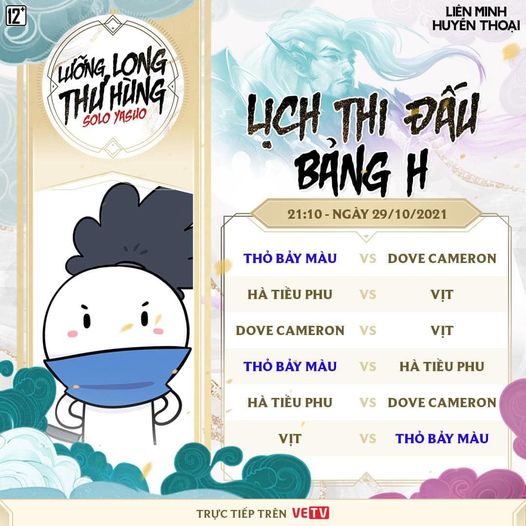 12+
LIÊN MINH
HUYỀN THOẠI
LƯỠNG LONG
THƯ HÙNG
SOLO YASUO
LỊCH THI ĐẤU
BẢNG H
21:10 - NGÀY 29/10/2021
THỎ BẢY MÀU VS DOVE CAMERON
HÀ TIỀU PHU VS VỊT
DOVE CAMERON VS VỊT
THỎ BẢY MÀU VS HÀ TIỀU PHU
HÀ TIỀU PHU VS DOVE CAMERON
VỊT VS THỎ BẢY MÀU
TRỰC TIẾP TRÊN VETV